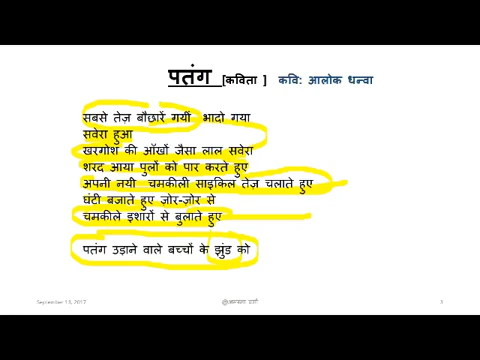 पतंग [कविता ] कवि: आलोक धन्वा
सबसे तेज़ बौछारें गयीं भादो गया
सवेरा हुआ
खरगोश की आँखों जैसा लाल सवेरा
शरद आया पुलों को पार करते हुए
अपनी नयी चमकीली साइकिल तेज़ चलाते हुए
घंटी बजाते हुए ज़ोर-ज़ोर से
चमकीले इशारों से बुलाते हुए
पतंग उड़ाने वाले बच्चों के झुंड को
September 13, 2017
3